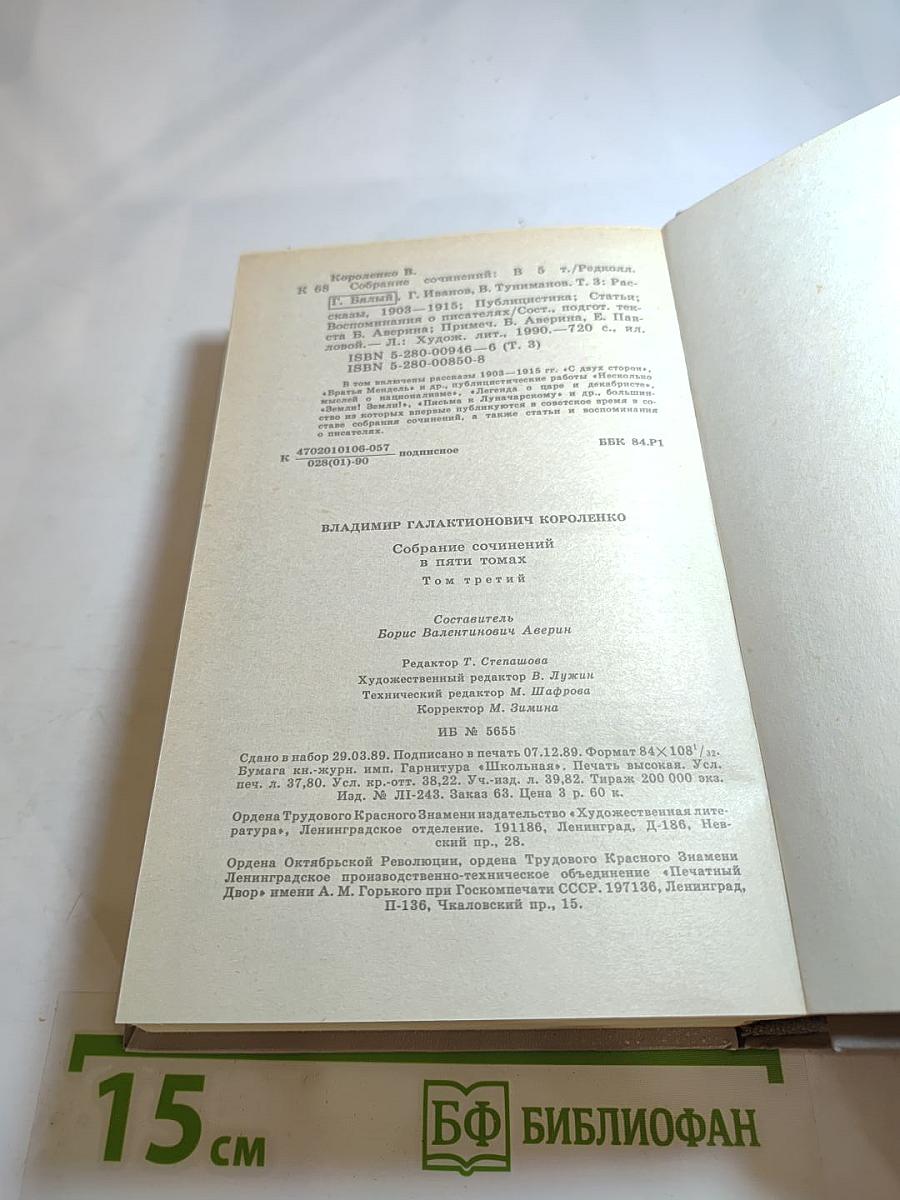 Короленко В.
К 68 Собрание сочинений: В 5 т./Редколл.
Г. Бялый, Г. Иванов, В. Туниманов. Т. 3: Рас-
сказы, 1903—1915; Публицистика; Статьи;
Воспоминания о писателях/Сост., подгот. тек-
ста Б. Аверина; Примеч. Б. Аверина, Е. Пав-
ловой.— Л.: Худож. лит., 1990.—720 с., ил.
ISBN 5-280-00946—6 (Т. 3)
ISBN 5-280-00850-8
В том включены рассказы 1903—1915 гг. «С двух сторон»,
«Братья Мендель» и др., публицистические работы «Несколько
мыслей о национализме», «Легенда о царе и декабристе»,
«Земли! Земли!», «Письма к Луначарскому» и др., большин-
ство из которых впервые публикуются в советское время в со-
ставе собрания сочинений, а также статьи и воспоминания
о писателях.
К 4702010106-057 подписное
028(01)-90
ББК 84.Р1
ВЛАДИМИР ГАЛАКТИОНОВИЧ КОРОЛЕНКО
Собрание сочинений
в пяти томах
Том третий
Составитель
Борис Валентинович Аверин
Редактор Т. Степашова
Художественный редактор В. Лужин
Технический редактор М. Шафрова
Корректор М. Зимина
ИБ № 5655
Сдано в набор 29.03.89. Подписано в печать 07.12.89. Формат 84×108¹/₃₂.
Бумага кн.-журн. имп. Гарнитура «Школьная». Печать высокая. Усл.
печ. л. 37,80. Усл. кр.-отт. 38,22. Уч.-изд. л. 39,82. Тираж 200 000 экз.
Изд. № ЛI-243. Заказ 63. Цена 3 р. 60 к.
Ордена Трудового Красного Знамени издательство «Художественная лите-
ратура», Ленинградское отделение. 191186, Ленинград, Д-186, Нев-
ский пр., 28.
Ордена Октябрьской Революции, ордена Трудового Красного Знамени
Ленинградское производственно-техническое объединение «Печатный
Двор» имени А. М. Горького при Госкомпечати СССР. 197136, Ленинград,
П-136, Чкаловский пр., 15.
15 см
БФ БИБЛИОФАН